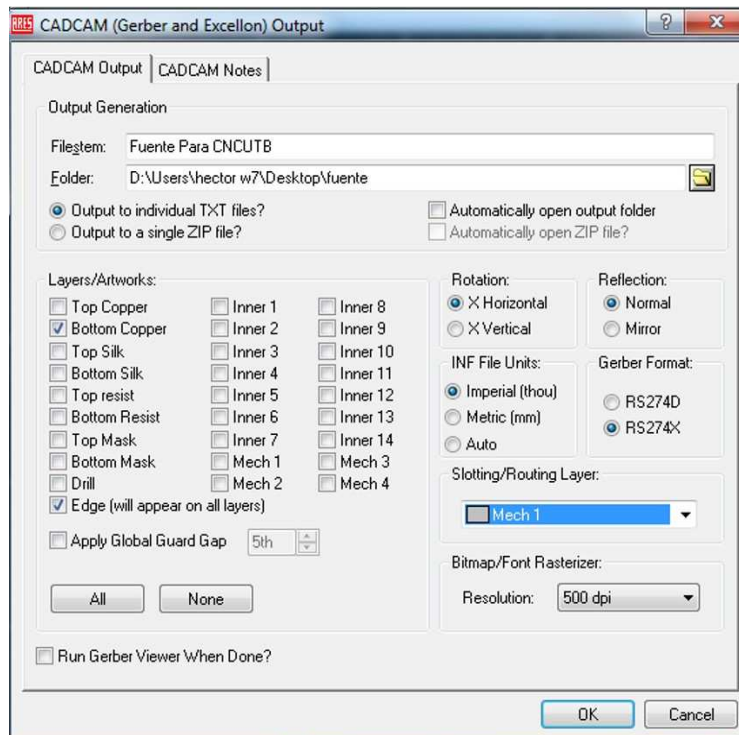 ARES CADCAM (Gerber and Excellon) Output
CADCAM Output CADCAM Notes
Output Generation
Filestem: Fuente Para CNCUTB
Folder: D:\Users\hector w7\Desktop\fuente
Output to individual TXT files? Automatically open output folder
Output to a single ZIP file? Automatically open ZIP file?
Layers/Artworks:
Top Copper Inner 1 Inner 8
Bottom Copper Inner 2 Inner 9
Top Silk Inner 3 Inner 10
Bottom Silk Inner 4 Inner 11
Top resist Inner 5 Inner 12
Bottom Resist Inner 6 Inner 13
Top Mask Inner 7 Inner 14
Bottom Mask Mech 1 Mech 3
Drill Mech 2 Mech 4
Edge (will appear on all layers)
Apply Global Guard Gap 5th
All None
Rotation:
X Horizontal
X Vertical
Reflection:
Normal
Mirror
INF File Units:
Imperial (thou)
Metric (mm)
Auto
Gerber Format:
RS274D
RS274X
Slotting/Routing Layer:
Mech 1
Bitmap/Font Rasterizer:
Resolution: 500 dpi
Run Gerber Viewer When Done?
OK Cancel